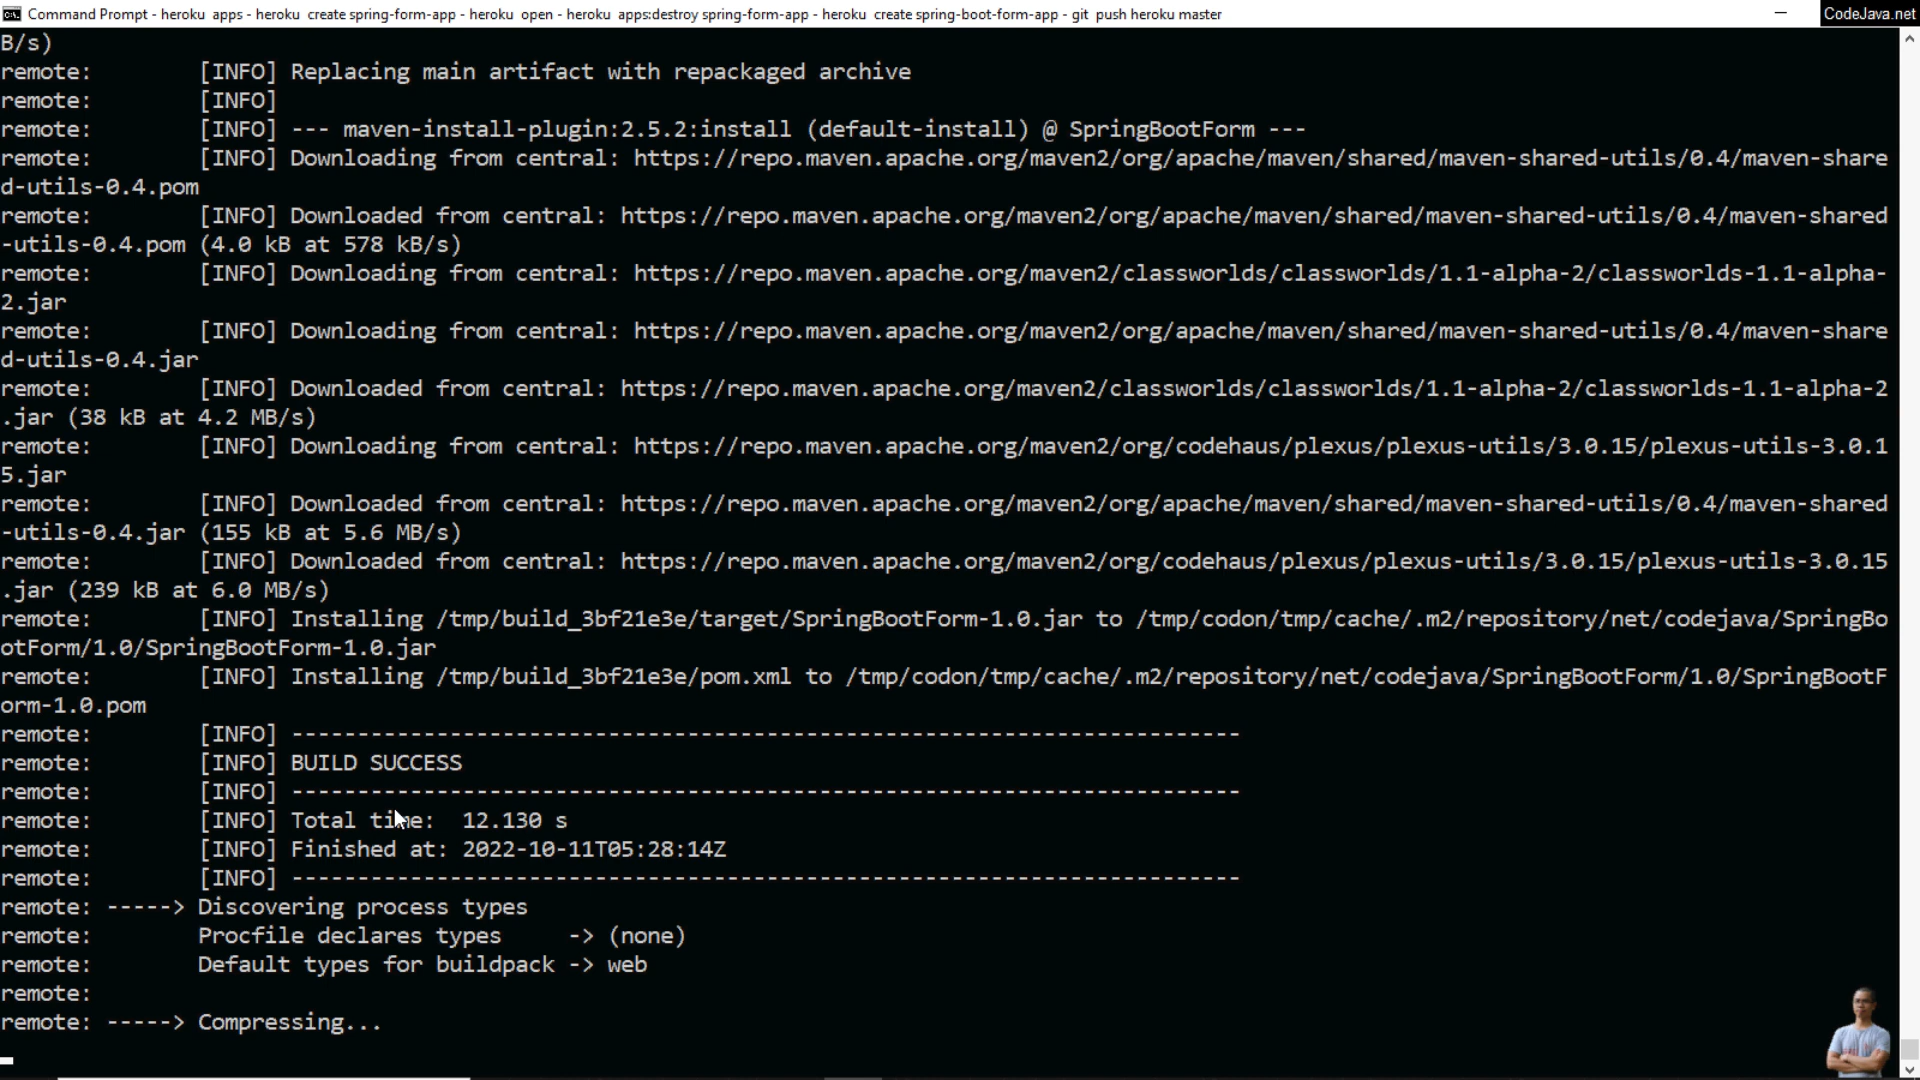 Command Prompt - heroku apps - heroku create spring-form-app - heroku open - heroku apps:destroy spring-form-app - heroku create spring-boot-form-app - git push heroku master
CodeJava.net
B/s)
remote:        [INFO] Replacing main artifact with repackaged archive
remote:        [INFO]
remote:        [INFO] --- maven-install-plugin:2.5.2:install (default-install) @ SpringBootForm ---
remote:        [INFO] Downloading from central: https://repo.maven.apache.org/maven2/org/apache/maven/shared/maven-shared-utils/0.4/maven-share
d-utils-0.4.pom
remote:        [INFO] Downloaded from central: https://repo.maven.apache.org/maven2/org/apache/maven/shared/maven-shared-utils/0.4/maven-shared
-utils-0.4.pom (4.0 kB at 578 kB/s)
remote:        [INFO] Downloading from central: https://repo.maven.apache.org/maven2/classworlds/classworlds/1.1-alpha-2/classworlds-1.1-alpha-
2.jar
remote:        [INFO] Downloading from central: https://repo.maven.apache.org/maven2/org/apache/maven/shared/maven-shared-utils/0.4/maven-share
d-utils-0.4.jar
remote:        [INFO] Downloaded from central: https://repo.maven.apache.org/maven2/classworlds/classworlds/1.1-alpha-2/classworlds-1.1-alpha-2
.jar (38 kB at 4.2 MB/s)
remote:        [INFO] Downloading from central: https://repo.maven.apache.org/maven2/org/codehaus/plexus/plexus-utils/3.0.15/plexus-utils-3.0.1
5.jar
remote:        [INFO] Downloaded from central: https://repo.maven.apache.org/maven2/org/apache/maven/shared/maven-shared-utils/0.4/maven-shared
-utils-0.4.jar (155 kB at 5.6 MB/s)
remote:        [INFO] Downloaded from central: https://repo.maven.apache.org/maven2/org/codehaus/plexus/plexus-utils/3.0.15/plexus-utils-3.0.15
.jar (239 kB at 6.0 MB/s)
remote:        [INFO] Installing /tmp/build_3bf21e3e/target/SpringBootForm-1.0.jar to /tmp/codon/tmp/cache/.m2/repository/net/codejava/SpringBo
otForm/1.0/SpringBootForm-1.0.jar
remote:        [INFO] Installing /tmp/build_3bf21e3e/pom.xml to /tmp/codon/tmp/cache/.m2/repository/net/codejava/SpringBootForm/1.0/SpringBootF
orm-1.0.pom
remote:        [INFO] ------------------------------------------------------------------------
remote:        [INFO] BUILD SUCCESS
remote:        [INFO] ------------------------------------------------------------------------
remote:        [INFO] Total time:  12.130 s
remote:        [INFO] Finished at: 2022-10-11T05:28:14Z
remote:        [INFO] ------------------------------------------------------------------------
remote: -----> Discovering process types
remote:        Procfile declares types     -> (none)
remote:        Default types for buildpack -> web
remote:
remote: -----> Compressing...